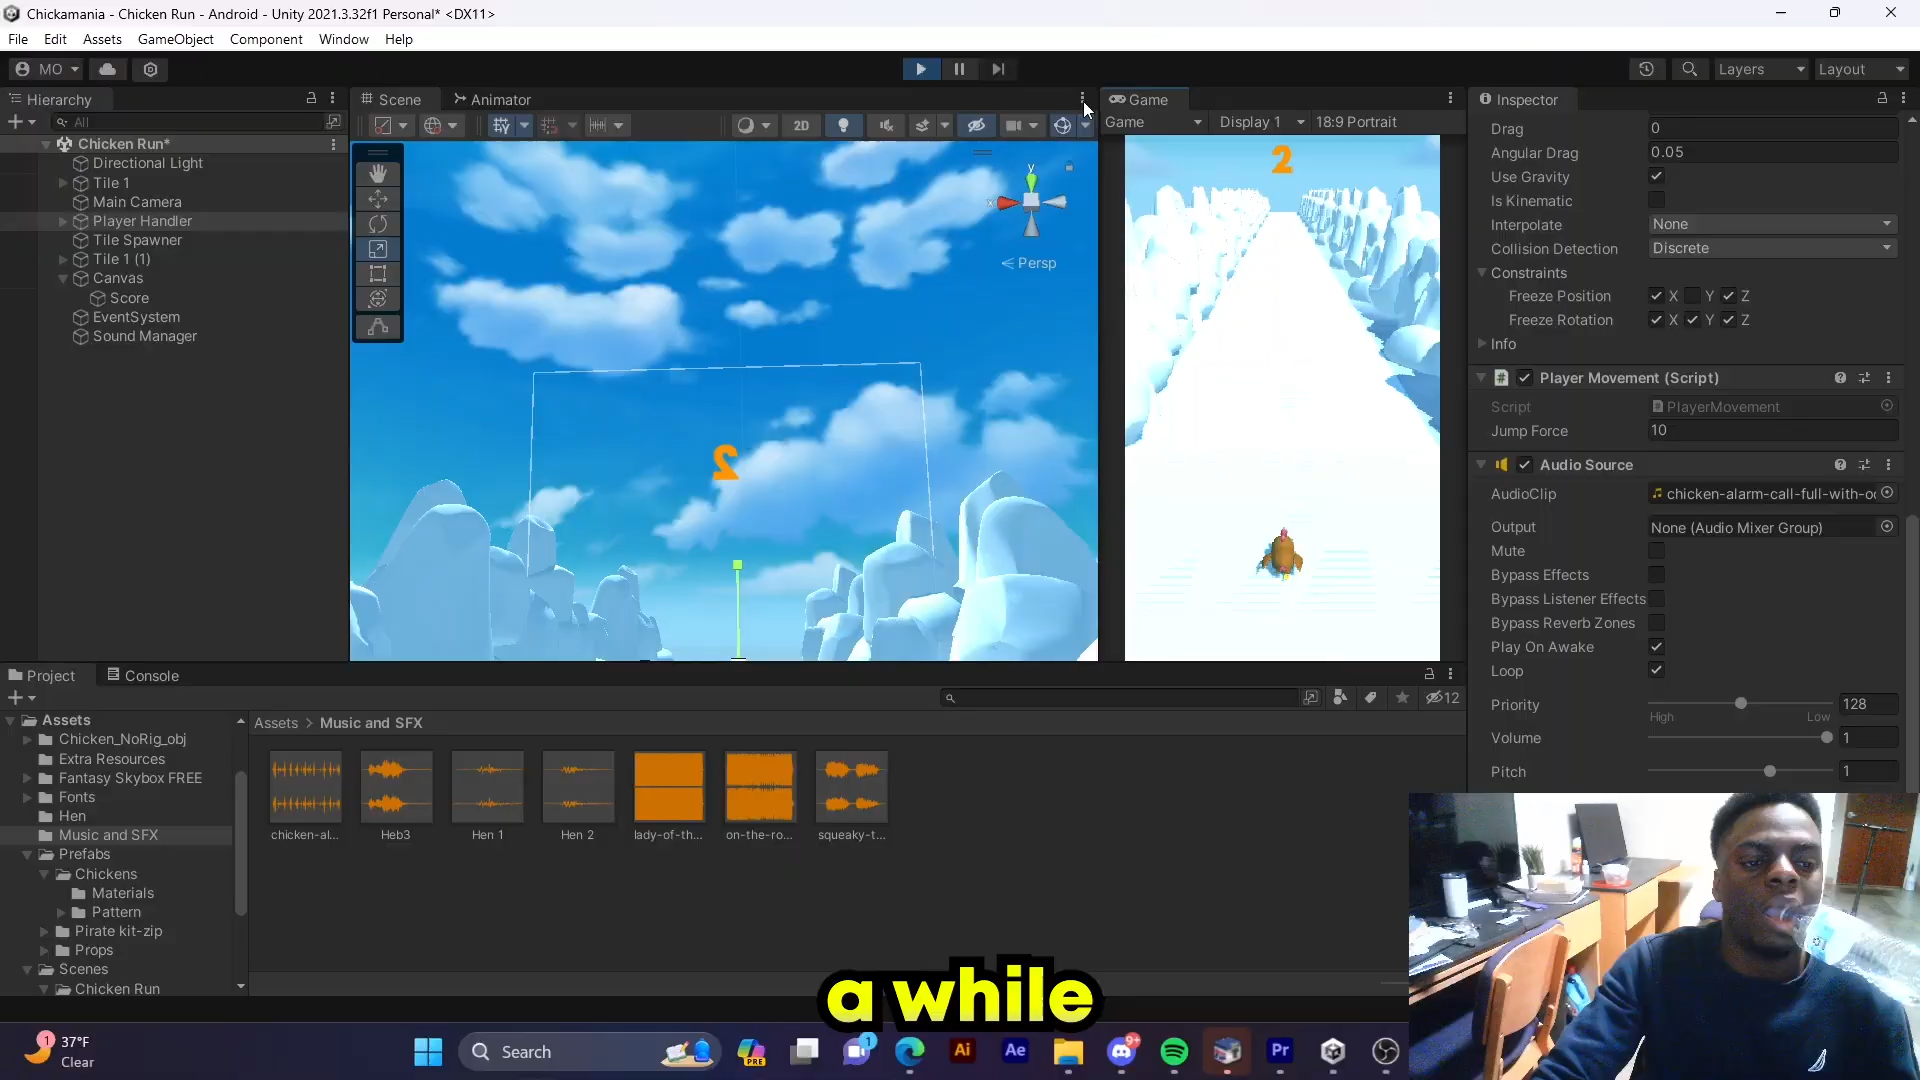 Chickamania - Chicken Run - Android - Unity 2021.3.32f1 Personal* <DX11>
File Edit Assets GameObject Component Window Help
MO
Layers
Layout
Hierarchy
All
Chicken Run*
Directional Light
Tile 1
Main Camera
Player Handler
Tile Spawner
Tile 1 (1)
Canvas
Score
EventSystem
Sound Manager
Scene
Animator
2D
y
x
Persp
2
Game
Game
Display 1
18:9 Portrait
2
Inspector
Drag 0
Angular Drag 0.05
Use Gravity
Is Kinematic
Interpolate None
Collision Detection Discrete
Constraints
Freeze Position X Y Z
Freeze Rotation X Y Z
Info
Player Movement (Script)
Script PlayerMovement
Jump Force 10
Audio Source
AudioClip chicken-alarm-call-full-with-oc
Output None (Audio Mixer Group)
Mute
Bypass Effects
Bypass Listener Effects
Bypass Reverb Zones
Play On Awake
Loop
Priority 128
High Low
Volume 1
Pitch 1
Project
Console
12
Assets
Chicken_NoRig_obj
Extra Resources
Fantasy Skybox FREE
Fonts
Hen
Music and SFX
Prefabs
Chickens
Materials
Pattern
Pirate kit-zip
Props
Scenes
Chicken Run
Assets > Music and SFX
chicken-al...
Heb3
Hen 1
Hen 2
lady-of-th...
on-the-ro...
squeaky-t...
a while
1
37°F
Clear
Search
PRE
1
Ai
Ae
9+
Pr